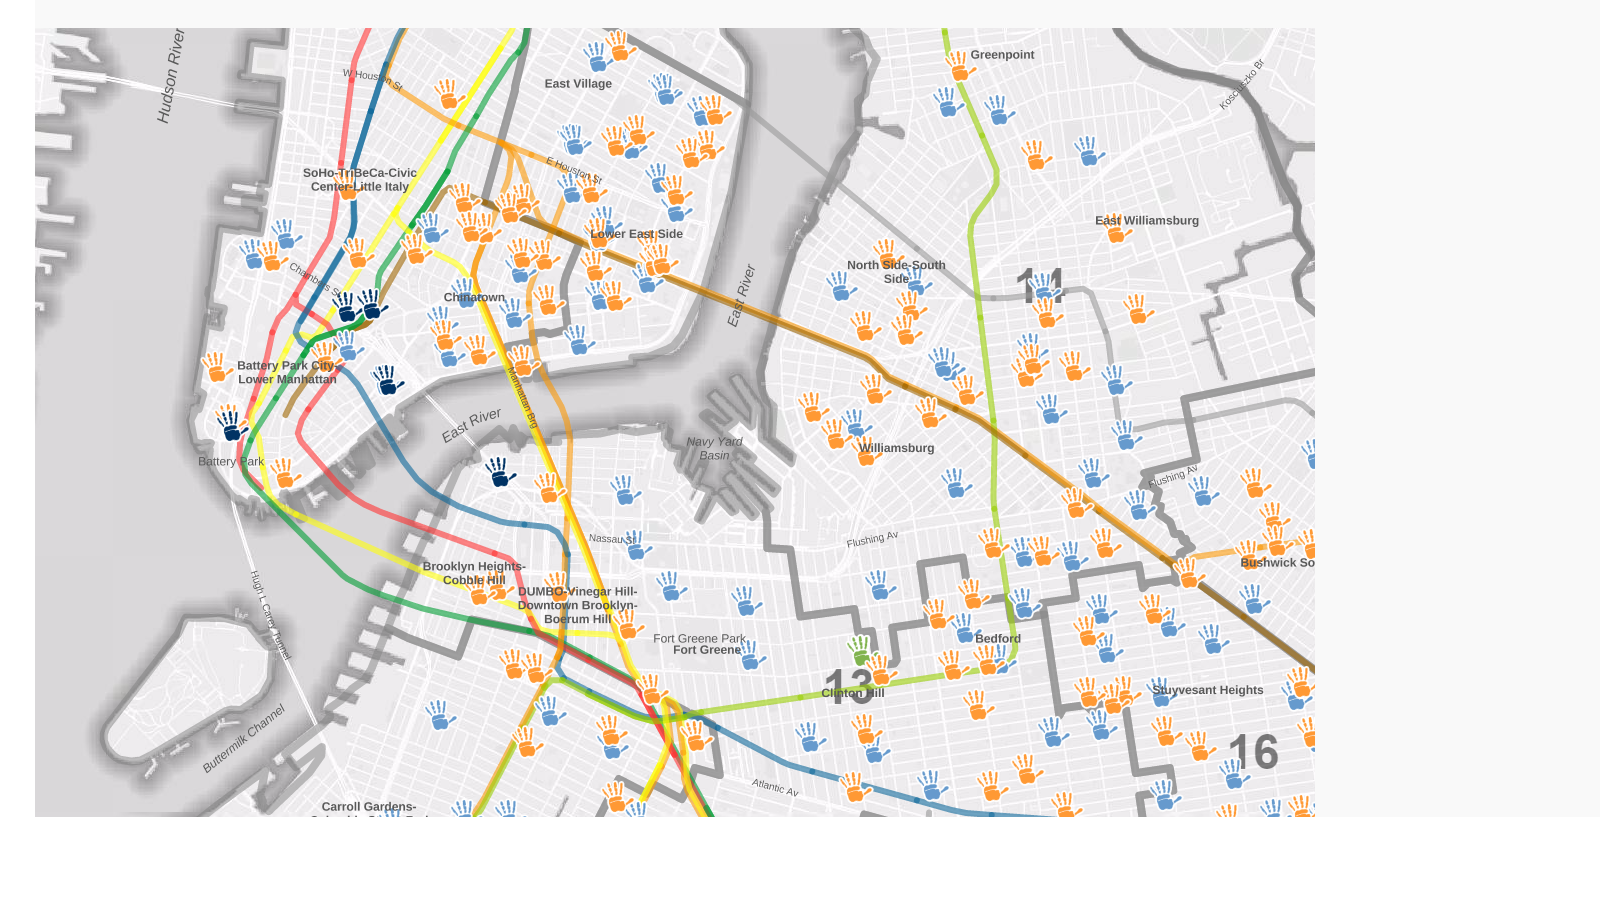 Hudson River
W Houston St
East Village
Greenpoint
Kosciuszko Br
E Houston St
SoHo-TriBeCa-Civic
Center-Little Italy
East Williamsburg
Lower East Side
North Side-South
Side
Chambers St
Chinatown
East River
Battery Park City-
Lower Manhattan
Manhattan Brg
East River
Navy Yard
Basin
Williamsburg
Battery Park
Flushing Av
Nassau St
Flushing Av
Brooklyn Heights-
Cobble Hill
Bushwick So
DUMBO-Vinegar Hill-
Downtown Brooklyn-
Boerum Hill
Hugh L Carey Tunnel
Fort Greene Park
Fort Greene
Bedford
13
Clinton Hill
Stuyvesant Heights
Buttermilk Channel
16
Atlantic Av
Carroll Gardens-